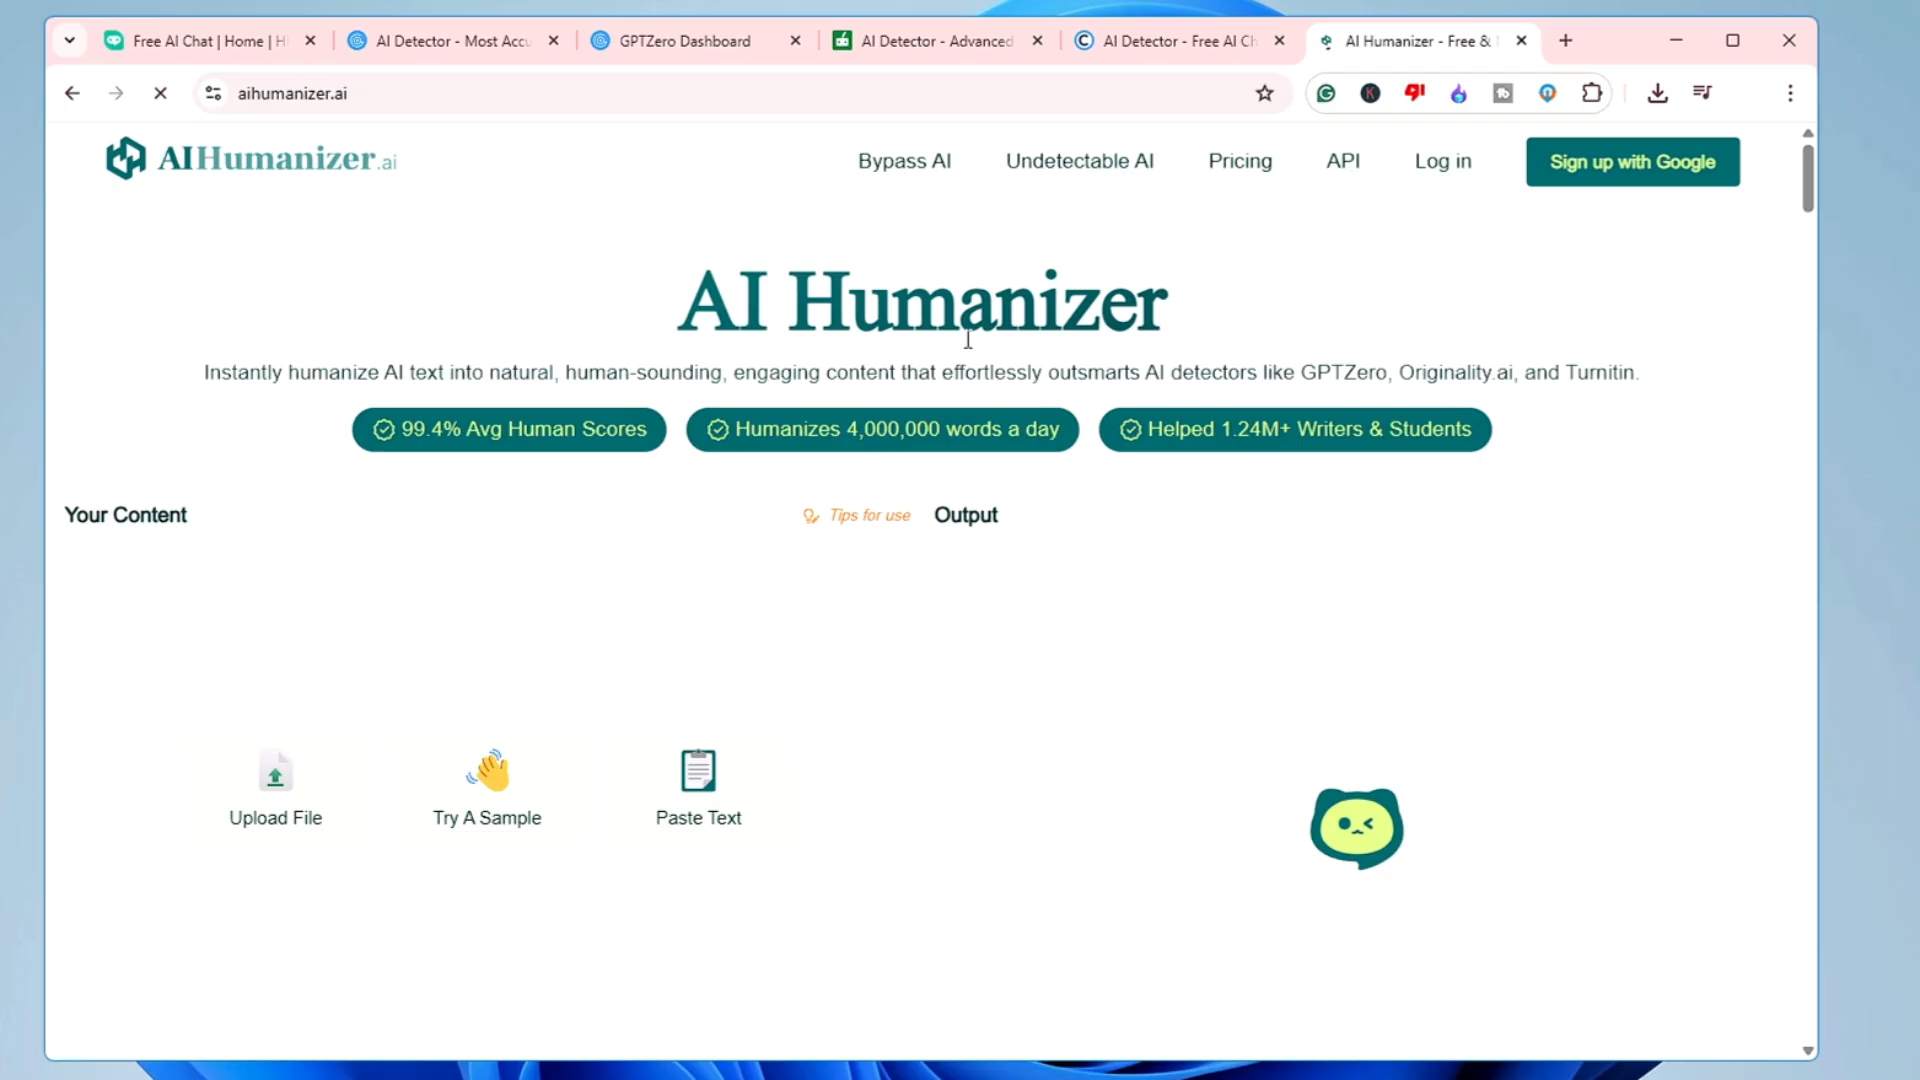 Free AI Chat | Home | H
AI Detector - Most Accu
GPTZero Dashboard
AI Detector - Advanced
AI Detector - Free AI Ch
AI Humanizer - Free &
aihumanizer.ai
AIHumanizer.ai
Bypass AI
Undetectable AI
Pricing
API
Log in
Sign up with Google
AI Humanizer
Instantly humanize AI text into natural, human-sounding, engaging content that effortlessly outsmarts AI detectors like GPTZero, Originality.ai, and Turnitin.
99.4% Avg Human Scores
Humanizes 4,000,000 words a day
Helped 1.24M+ Writers & Students
Your Content
Tips for use
Output
Upload File
Try A Sample
Paste Text